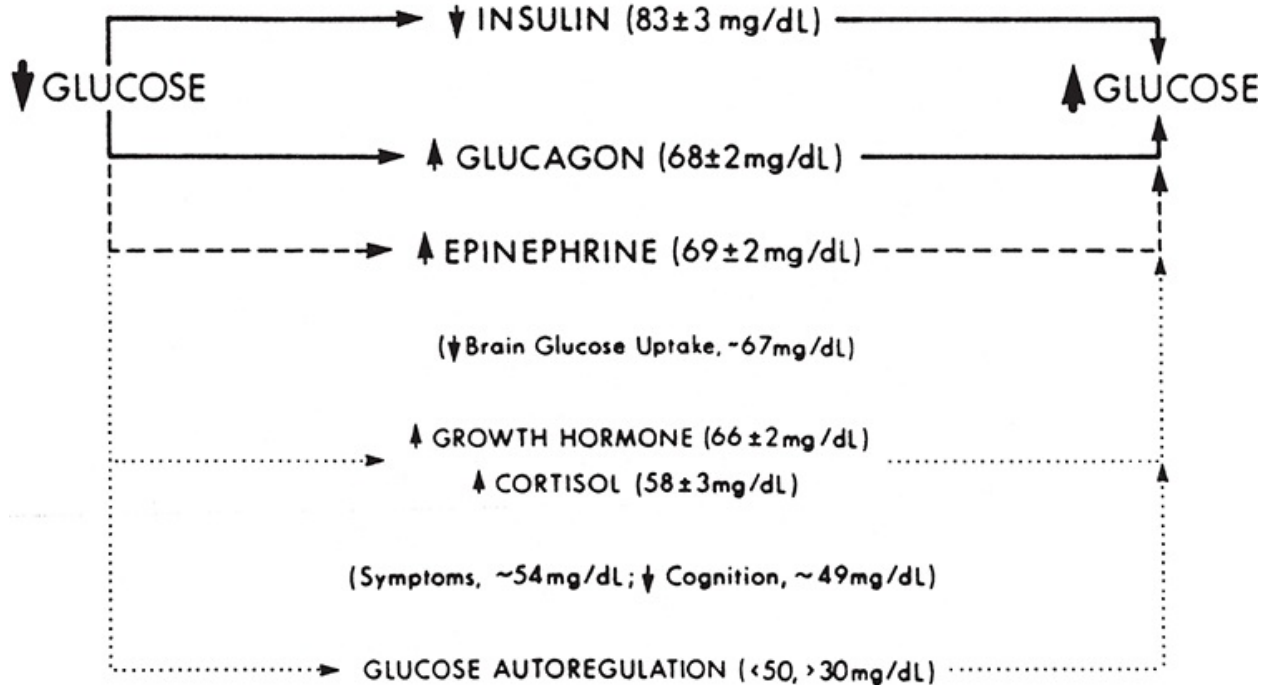 ↓ INSULIN (83±3 mg/dL)
↓ GLUCOSE
↑ GLUCOSE
↑ GLUCAGON (68±2mg/dL)
↑ EPINEPHRINE (69±2mg/dL)
(↓Brain Glucose Uptake, ~67mg/dL)
↑ GROWTH HORMONE (66±2mg/dL)
↑ CORTISOL (58±3mg/dL)
(Symptoms, ~54mg/dL; ↓ Cognition, ~49mg/dL)
GLUCOSE AUTOREGULATION (<50, >30mg/dL)